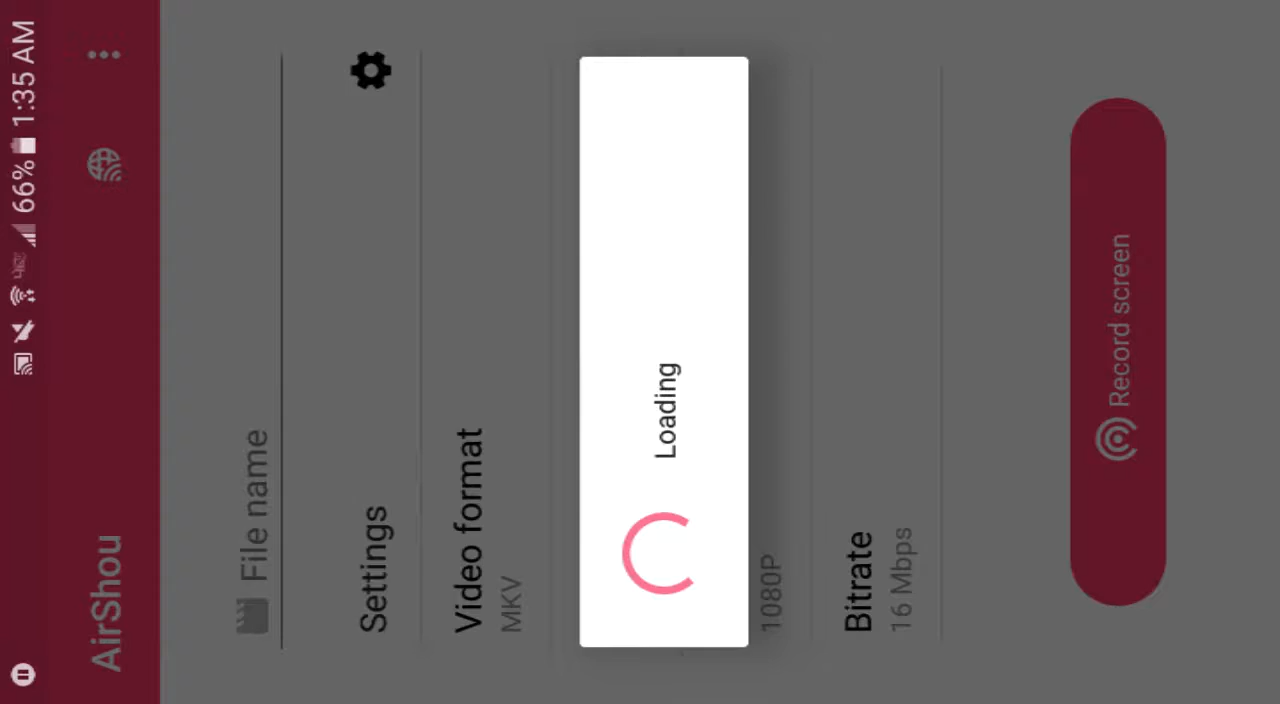 66% 1:35 AM
AirShou
File name
Settings
Video format
MKV
Loading
1080P
Bitrate
16 Mbps
Record screen